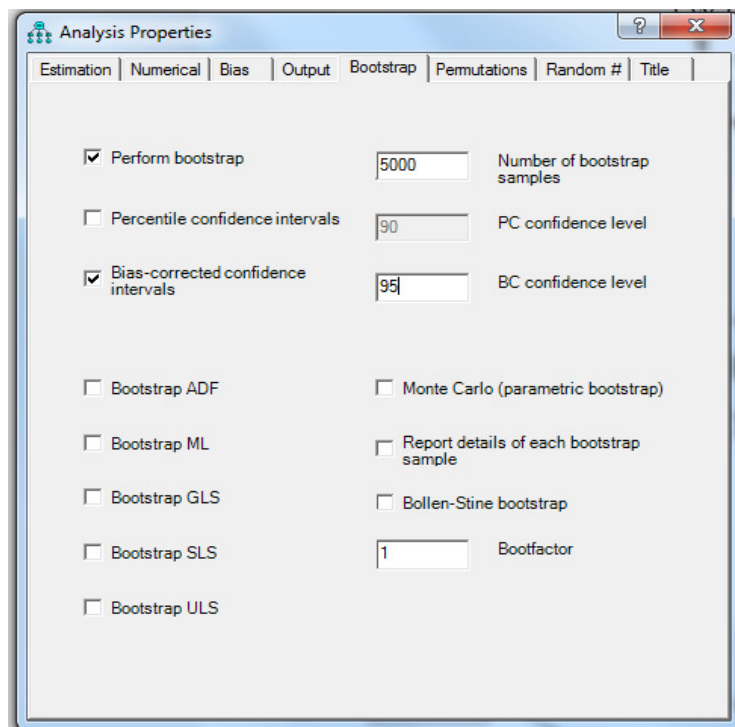 Analysis Properties
?
Estimation Numerical Bias Output Bootstrap Permutations Random # Title
Perform bootstrap
5000
Number of bootstrap
samples
Percentile confidence intervals
90
PC confidence level
Bias-corrected confidence
intervals
95
BC confidence level
Bootstrap ADF
Monte Carlo (parametric bootstrap)
Bootstrap ML
Report details of each bootstrap
sample
Bootstrap GLS
Bollen-Stine bootstrap
Bootstrap SLS
1
Bootfactor
Bootstrap ULS